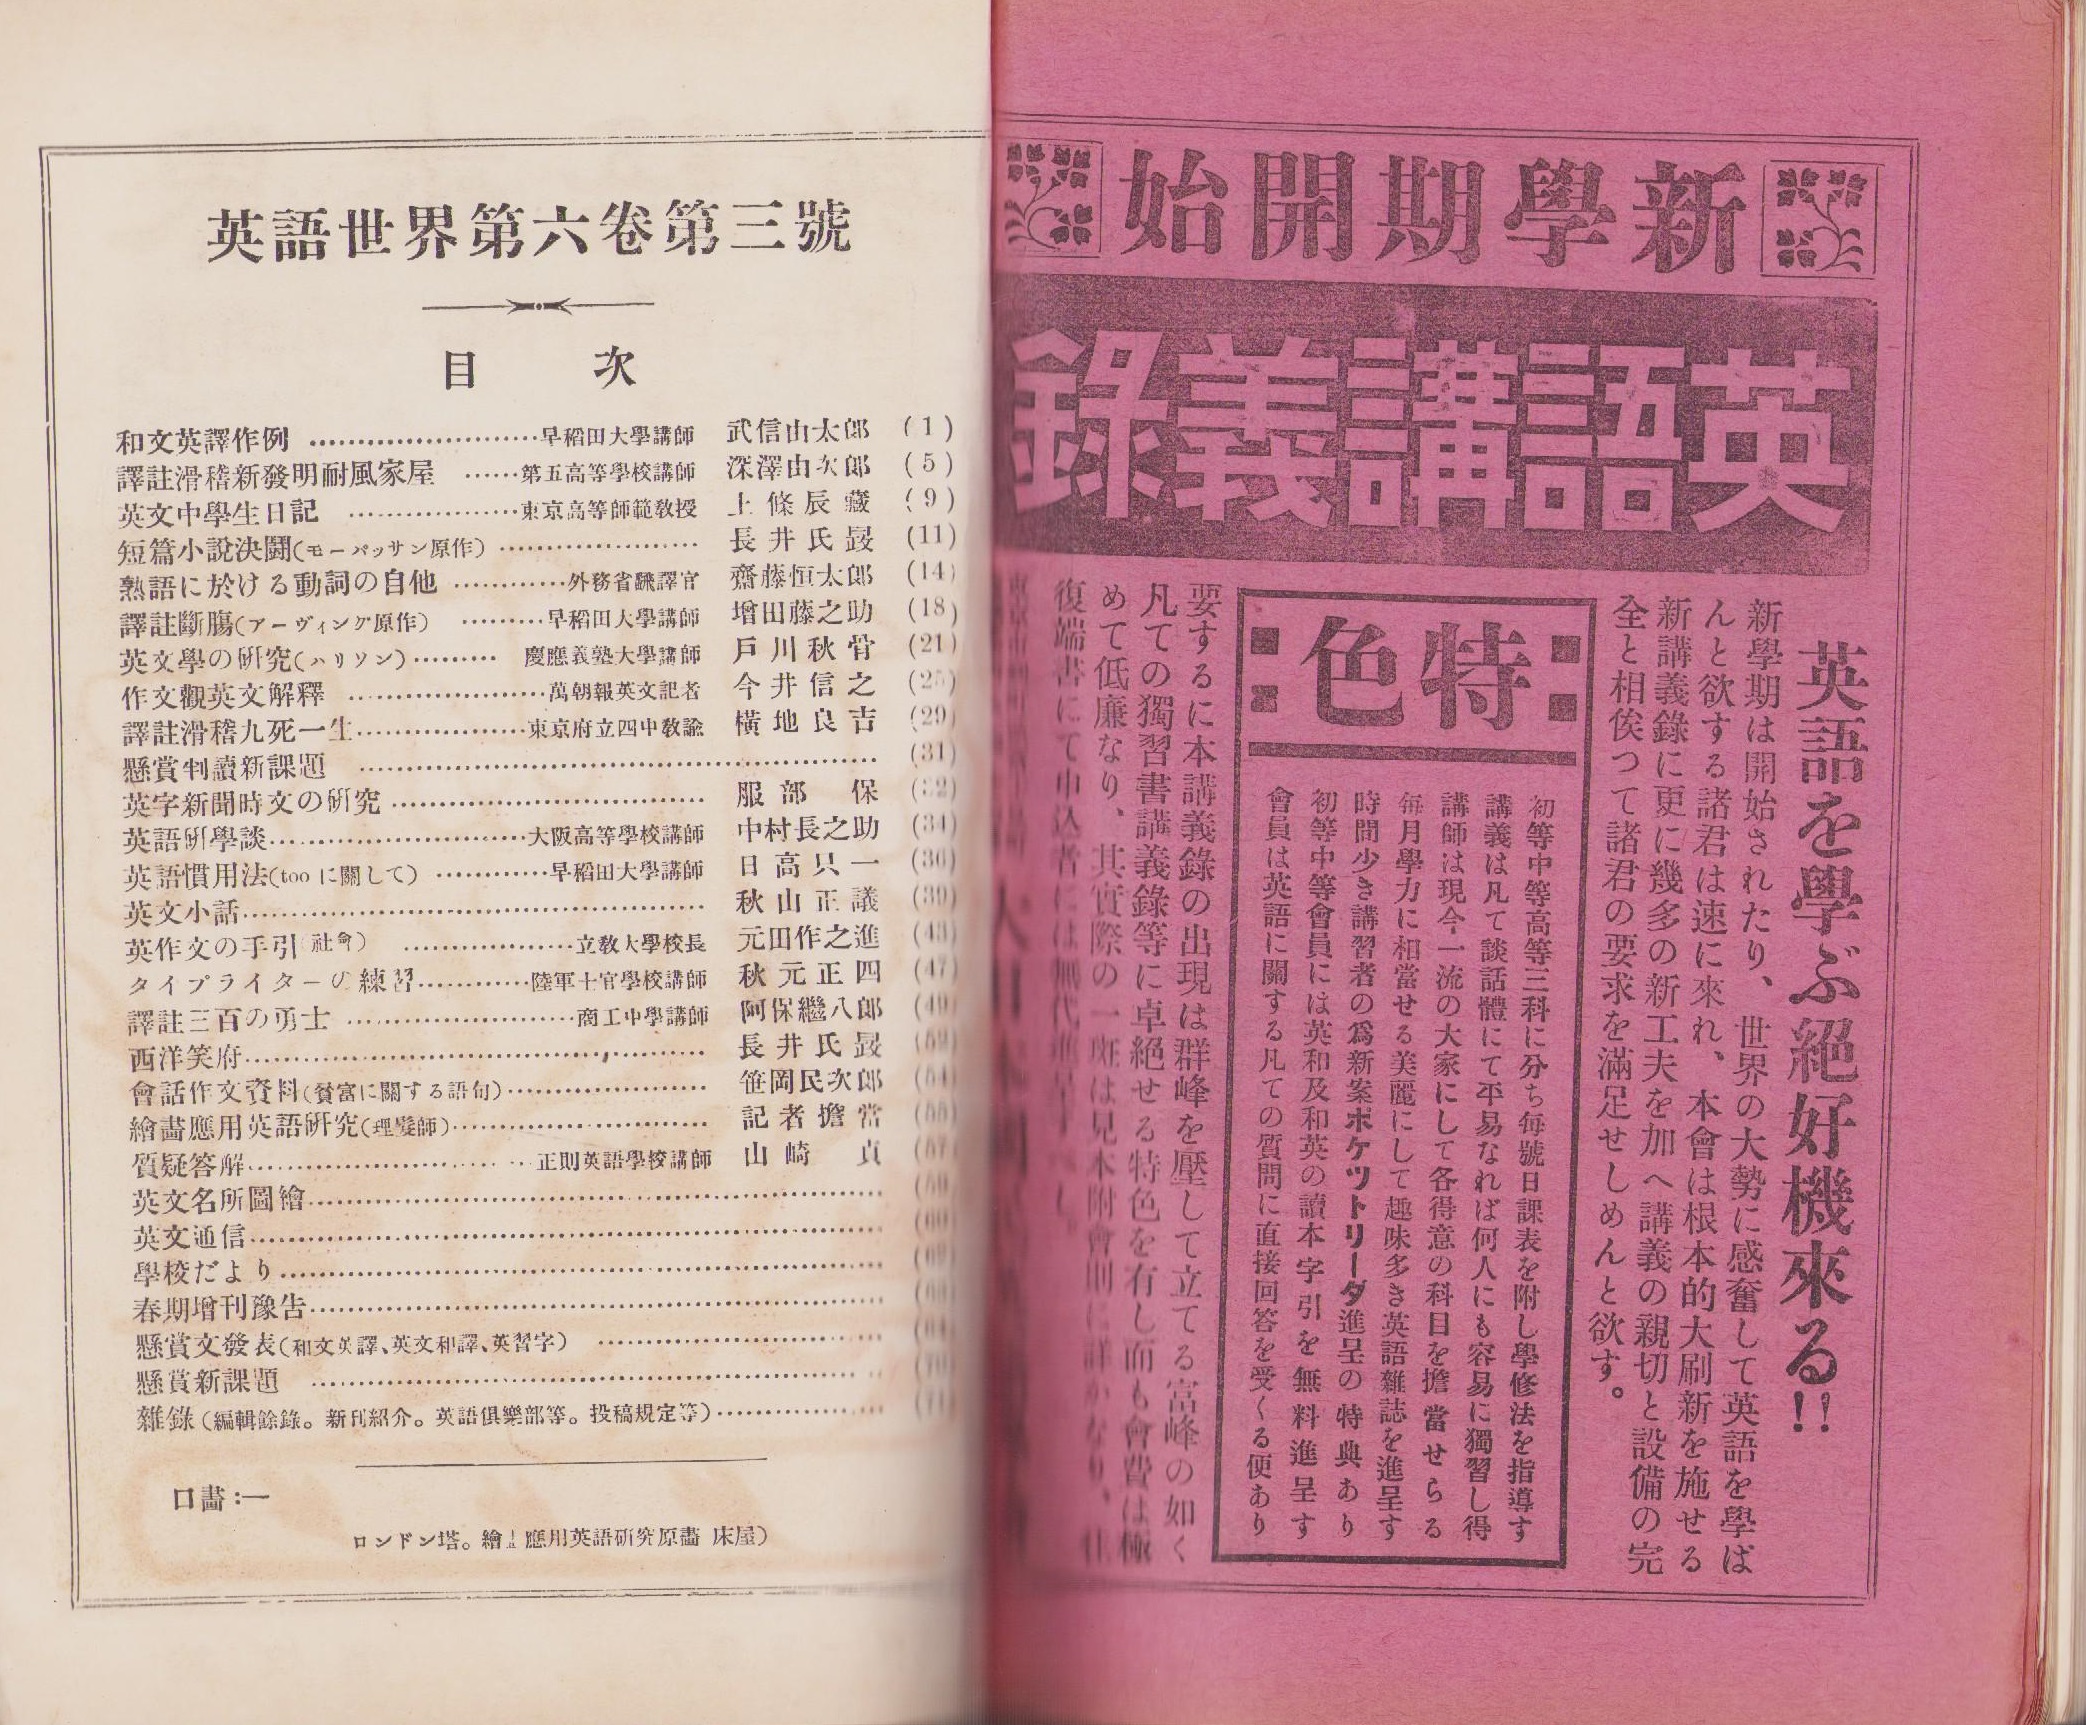 英語世界第六卷第三號
目次
和文英譯作例 ……… 早稻田大學講師 武信由太郎 (1)
譯註滑稽新發明耐風家屋 ……… 第五高等學校講師 深澤由次郎 (5)
英文中學生日記 ……… 東京高等師範敎授 上條辰藏 (9)
短篇小說決鬪(モーパッサン原作) ……… 長井氏晸 (11)
熟語に於ける動詞の自他 ……… 外務省飜譯官 齋藤恒太郎 (14)
譯註斷膓(アーヴィング原作) ……… 早稻田大學講師 增田藤之助 (18)
英文學の硏究(ハリソン) ……… 慶應義塾大學講師 戶川秋骨 (21)
作文觀英文解釋 ……… 萬朝報英文記者 今井信之 (25)
譯註滑稽九死一生 ……… 東京府立四中敎諭 橫地良吉 (29)
懸賞判讀新課題 ……… (31)
英字新聞時文の硏究 ……… 服部保 (32)
英語硏學談 ……… 大阪高等學校講師 中村長之助 (34)
英語慣用法(too に關して) ……… 早稻田大學講師 日高只一 (36)
英文小話 ……… 秋山正議 (39)
英作文の手引(社會) ……… 立敎大學校長 元田作之進 (43)
タイプライターの練習 ……… 陸軍士官學校講師 秋元正四 (47)
譯註三百の勇士 ……… 商工中學講師 阿保繼八郎 (49)
西洋笑府 ……… 長井氏晸 (52)
會話作文資料(貧富に關する語句) ……… 笹岡民次郎 (54)
繪畵應用英語硏究(理髮師) ……… 記者擔當 (55)
質疑答解 ……… 正則英語學校講師 山崎貞 (57)
英文名所圖繪 ………
英文通信 ………
學校だより ………
春期增刊豫告 ………
懸賞文發表(和文英譯、英文和譯、英習字) ………
懸賞新課題 ………
雜錄(編輯餘錄。新刊紹介。英語俱樂部等。投稿規定等) ………
口畵:—
ロンドン塔。繪畵應用英語硏究原畵 床屋)
新學期開始
英語講義錄
英語を學ぶ絕好機來る!!
新學期は開始されたり、世界の大勢に感奮して英語を學ば
んと欲する諸君は速に來れ、本會は根本的大刷新を施せる
新講義錄に更に幾多の新工夫を加へ講義の親切と設備の完
全と相俟つて諸君の要求を滿足せしめんと欲す。
特色
初等中等高等三科に分ち每號日課表を附し學修法を指導す
講義は凡て談話體にて平易なれば何人にも容易に獨習し得
講師は現今一流の大家にして各得意の科目を擔當せらる
每月學力に相當せる美麗にして趣味多き英語雜誌を進呈す
時間少き講習者の爲新案ポケツトリーダ進呈の特典あり
初等中等會員には英和及和英の讀本字引を無料進呈す
會員は英語に關する凡ての質問に直接回答を受くる便あり
要するに本講義錄の出現は群峰を壓して立てる富峰の如く
凡ての獨習書講義錄等に卓絕せる特色を有し而も會費は極
めて低廉なり、其實際の一斑は見本附會則に詳かなり、往
復端書にて申込者には無代進呈す。